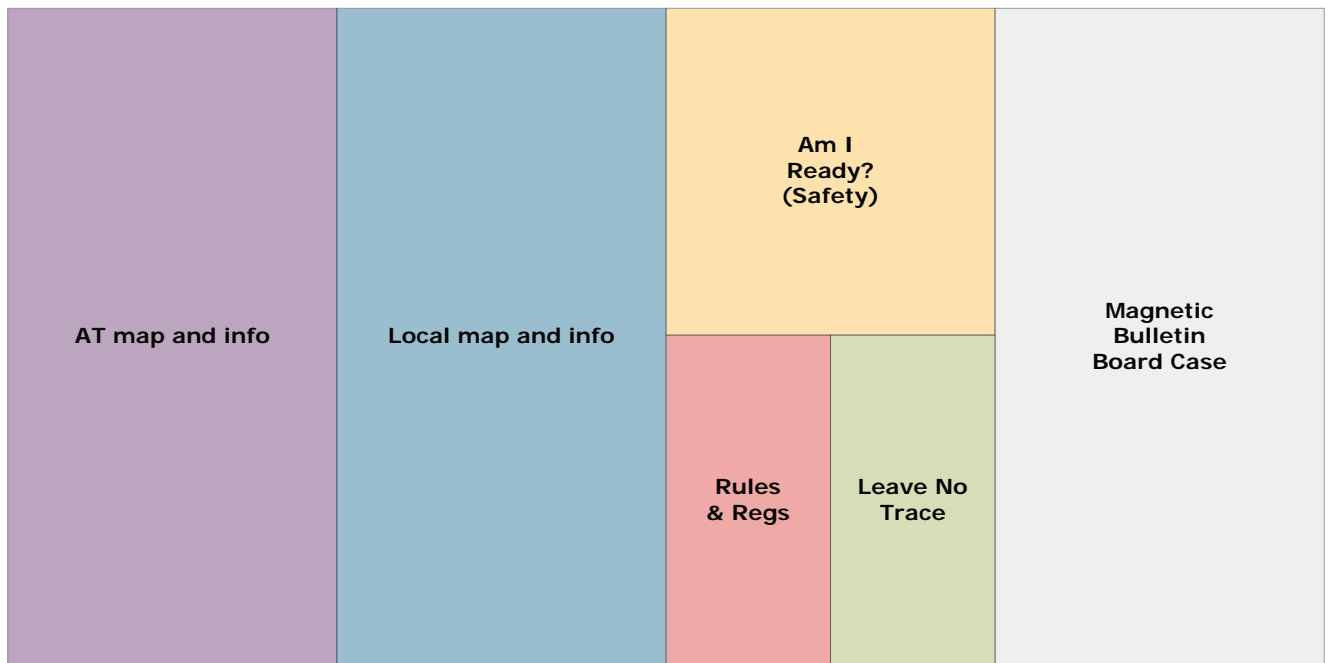 AT map and info
Local map and info
Am I
Ready?
(Safety)
Rules
& Regs
Leave No
Trace
Magnetic
Bulletin
Board Case